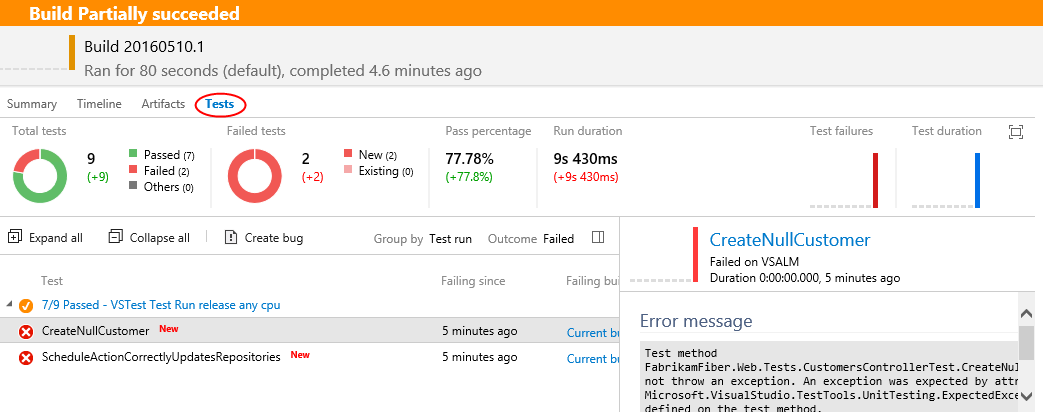 Build Partially succeeded
Build 20160510.1
Ran for 80 seconds (default), completed 4.6 minutes ago
Summary Timeline Artifacts Tests
Total tests Failed tests Pass percentage Run duration Test failures Test duration
9 Passed (7) 2 New (2) 77.78% 9s 430ms
(+9) Failed (2) (+2) Existing (0) (+77.8%) (+9s 430ms)
Others (0)
Expand all Collapse all Create bug Group by Test run Outcome Failed
Test Failing since Failing bui
7/9 Passed - VSTest Test Run release any cpu
CreateNullCustomer New 5 minutes ago Current bu
ScheduleActionCorrectlyUpdatesRepositories New 5 minutes ago Current bu
CreateNullCustomer
Failed on VSALM
Duration 0:00:00.000, 5 minutes ago
Error message
Test method
FabrikamFiber.Web.Tests.CustomersControllerTest.CreateNul
not throw an exception. An exception was expected by attr
Microsoft.VisualStudio.TestTools.UnitTesting.ExpectedExce
defined on the test method.